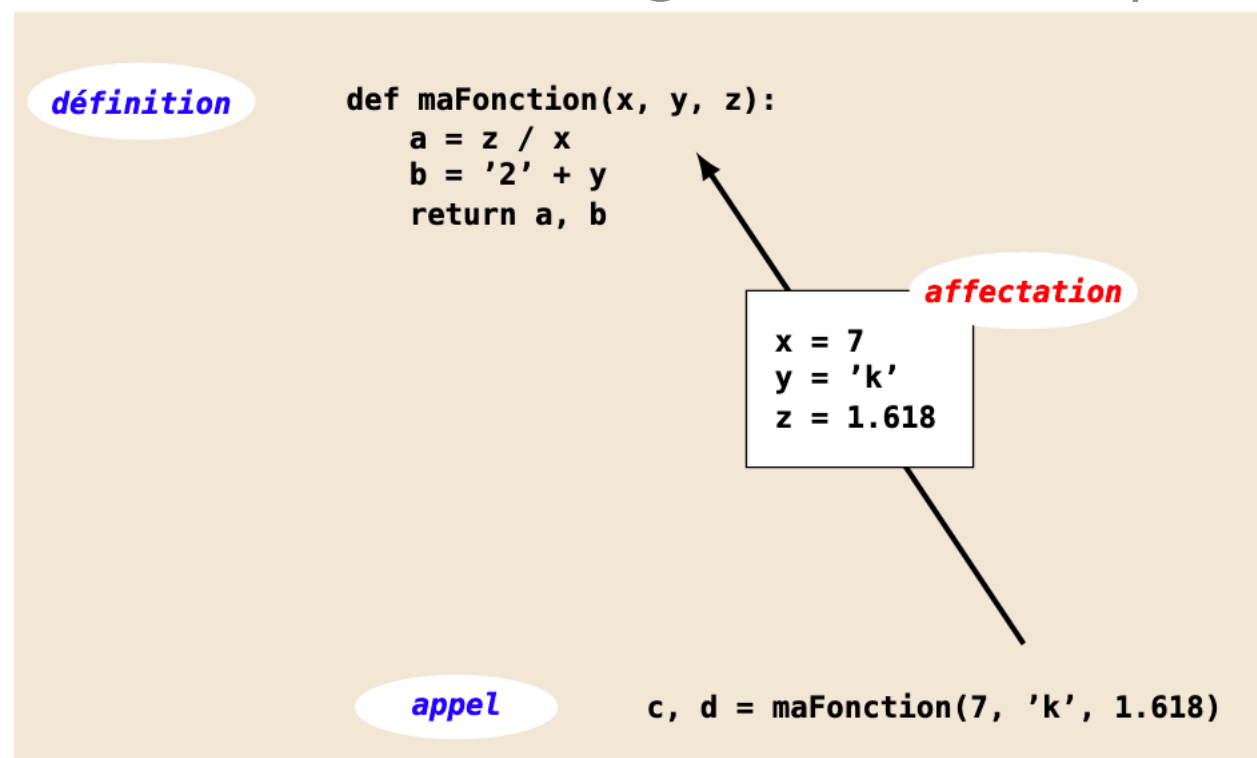 définition
def maFonction(x, y, z):
a = z / x
b = ’2’ + y
return a, b
affectation
x = 7
y = ’k’
z = 1.618
appel
c, d = maFonction(7, ’k’, 1.618)